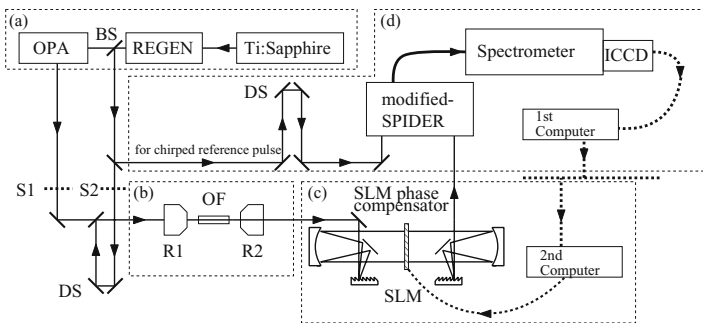 (a)
BS
OPA
REGEN
Ti:Sapphire
(d)
Spectrometer
ICCD
DS
modified-
SPIDER
1st
Computer
for chirped reference pulse
S1
S2
(b)
OF
R1
R2
(c)
SLM phase
compensator
SLM
2nd
Computer
DS